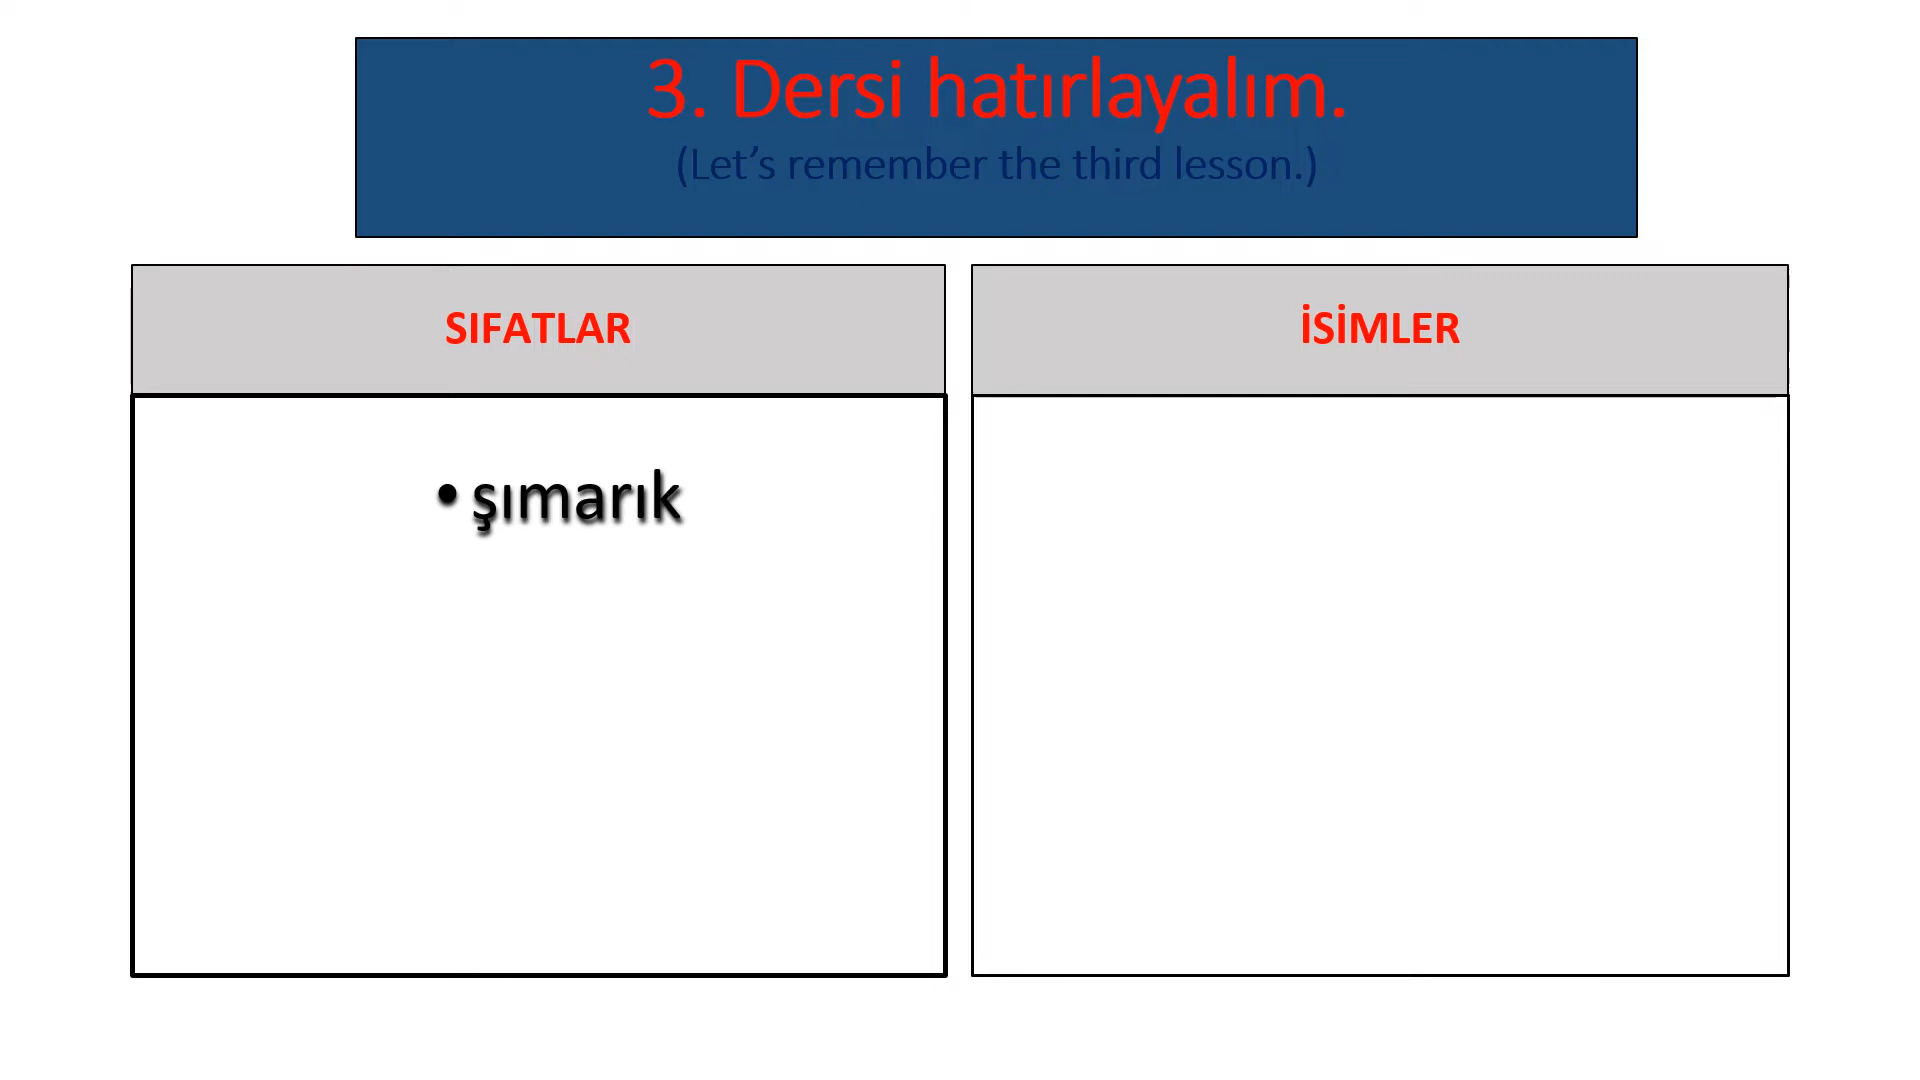 3. Dersi hatırlayalım.
(Let’s remember the third lesson.)
SIFATLAR
İSİMLER
• şımarık